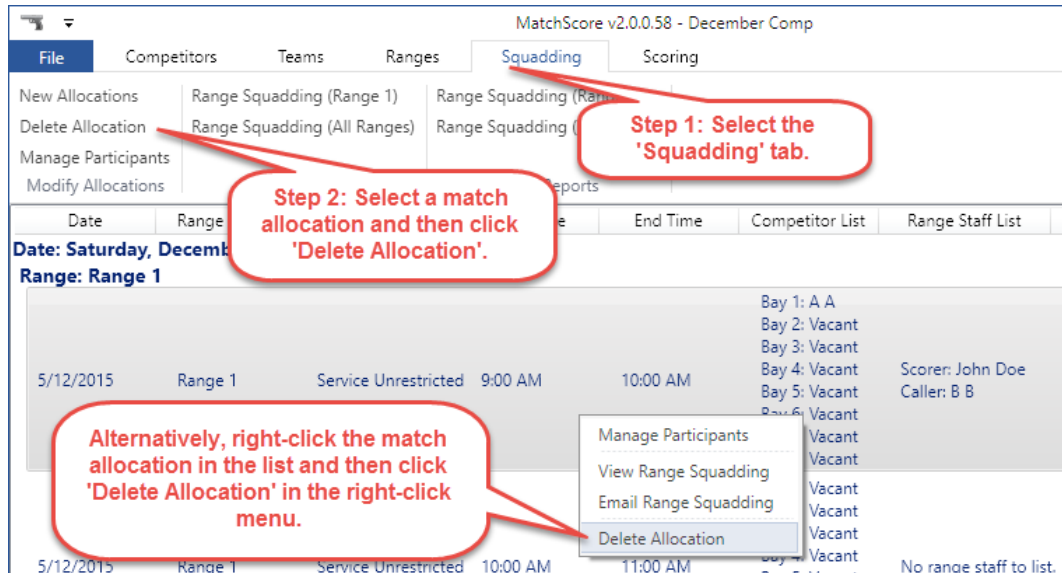 MatchScore v2.0.0.58 - December Comp
File Competitors Teams Ranges Squadding Scoring
New Allocations Range Squadding (Range 1) Range Squadding
Delete Allocation Range Squadding (All Ranges) Range Squadding
Manage Participants
Modify Allocations
Step 1: Select the
'Squadding' tab.
Step 2: Select a match
allocation and then click
'Delete Allocation'.
Date Range End Time Competitor List Range Staff List
Date: Saturday,
Range: Range 1
Bay 1: A A
Bay 2: Vacant
Bay 3: Vacant
Bay 4: Vacant
Bay 5: Vacant
Vacant
Vacant
Vacant
5/12/2015 Range 1 Service Unrestricted 9:00 AM 10:00 AM
Scorer: John Doe
Caller: B B
Alternatively, right-click the match
allocation in the list and then click
'Delete Allocation' in the right-click
menu.
Manage Participants
View Range Squadding
Email Range Squadding
Delete Allocation
Vacant
Vacant
Vacant
Vacant
5/12/2015 Range 1 Service Unrestricted 10:00 AM 11:00 AM No range staff to list.